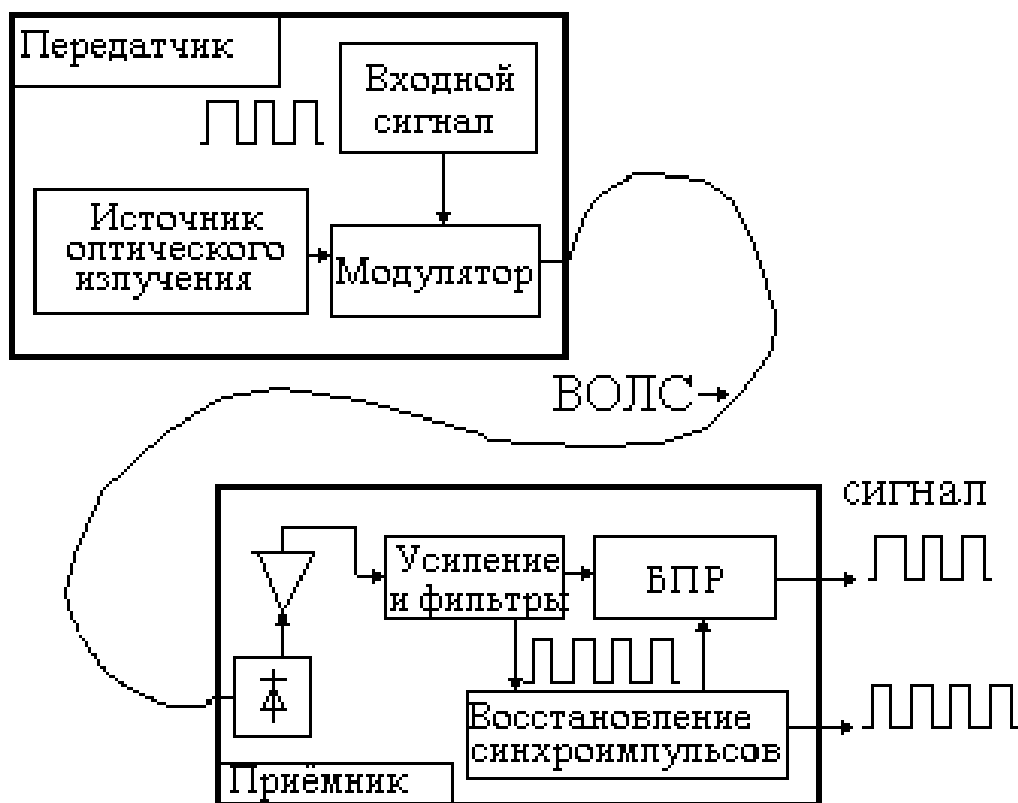 Передатчик
Входной
сигнал
Источник
оптического
излучения
Модулятор
ВОЛС
сигнал
Усиление
и фильтры
БПР
Восстановление
синхроимпульсов
Приёмник